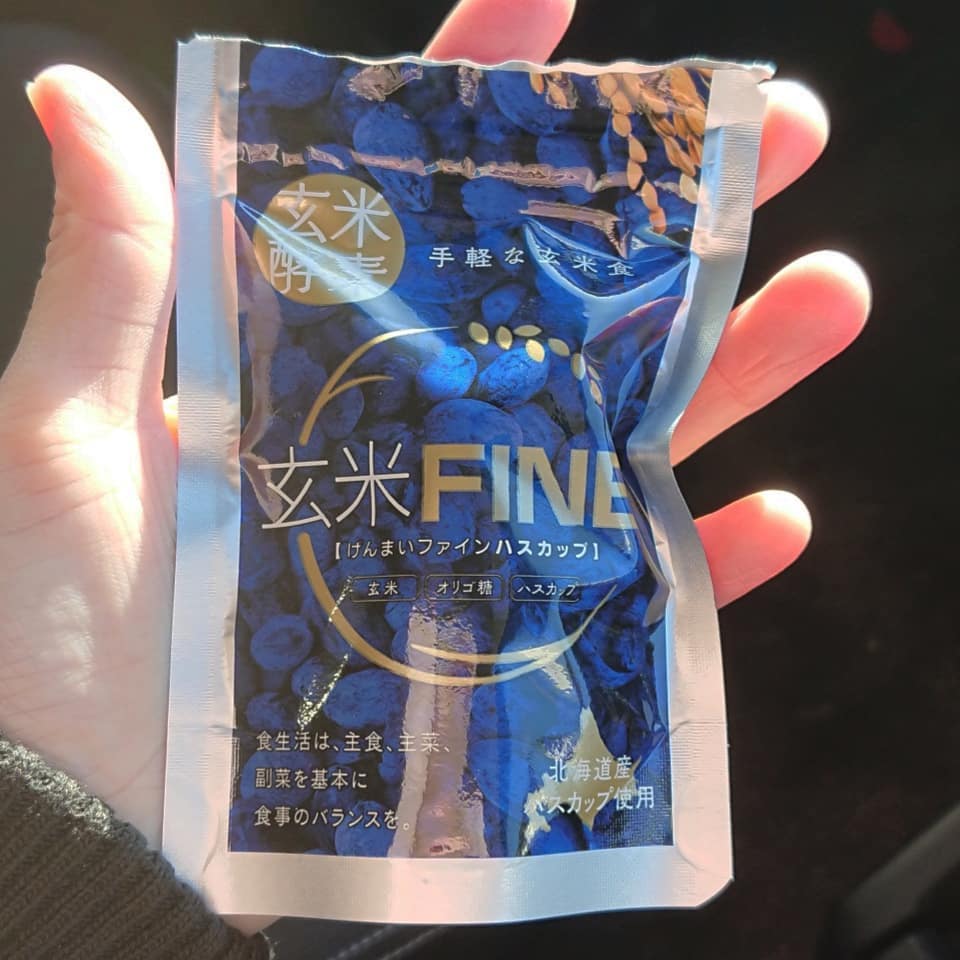 玄米
酵素
手軽な玄米食
玄米FINE
【けんまいファインハスカップ】
玄米 オリゴ糖 ハスカップ
食生活は、主食、主菜、
副菜を基本に
食事のバランスを。
北海道産
ハスカップ使用